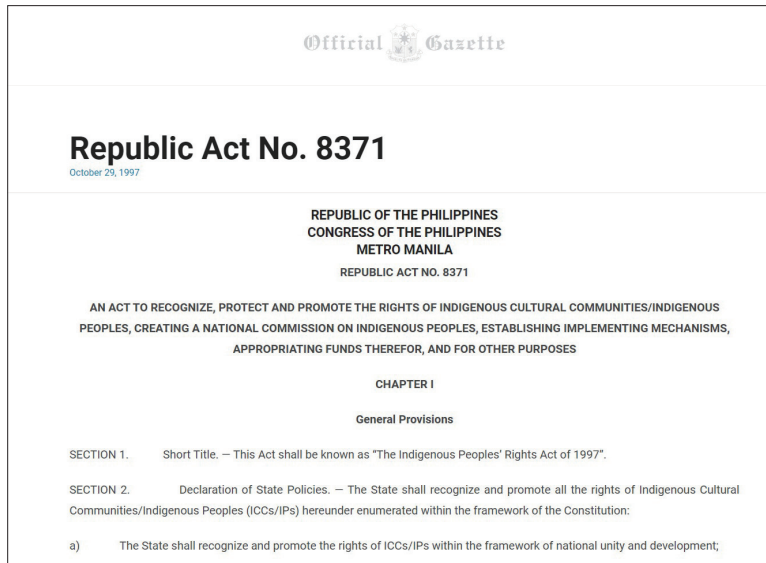 Official Gazette
Republic Act No. 8371
October 29, 1997
REPUBLIC OF THE PHILIPPINES
CONGRESS OF THE PHILIPPINES
METRO MANILA
REPUBLIC ACT NO. 8371
AN ACT TO RECOGNIZE, PROTECT AND PROMOTE THE RIGHTS OF INDIGENOUS CULTURAL COMMUNITIES/INDIGENOUS
PEOPLES, CREATING A NATIONAL COMMISSION ON INDIGENOUS PEOPLES, ESTABLISHING IMPLEMENTING MECHANISMS,
APPROPRIATING FUNDS THEREFOR, AND FOR OTHER PURPOSES
CHAPTER I
General Provisions
SECTION 1. Short Title. — This Act shall be known as “The Indigenous Peoples’ Rights Act of 1997”.
SECTION 2. Declaration of State Policies. — The State shall recognize and promote all the rights of Indigenous Cultural
Communities/Indigenous Peoples (ICCs/IPs) hereunder enumerated within the framework of the Constitution:
a) The State shall recognize and promote the rights of ICCs/IPs within the framework of national unity and development;